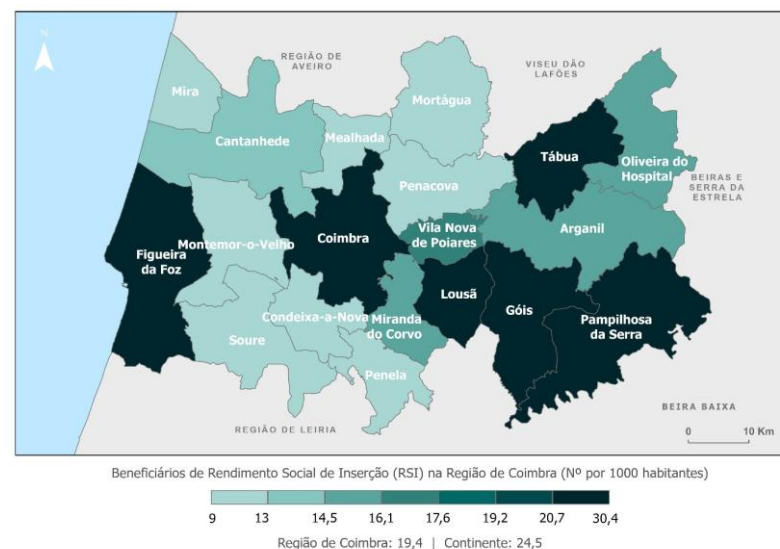 N
REGIÃO DE
AVEIRO
VISEU DÃO
LAFÕES
Mira
Mortágua
Cantanhede
Mealhada
Tábua
Oliveira do
Hospital
BEIRAS E
SERRA DA
ESTRELA
Penacova
Vila Nova
de Poiares
Arganil
Coimbra
Montemor-o-Velho
Figueira
da Foz
Lousã
Góis
Pampilhosa
da Serra
Condeixa-a-Nova
Miranda
do Corvo
Soure
Penela
BEIRA BAIXA
REGIÃO DE LEIRIA
0 10 Km
Beneficiários de Rendimento Social de Inserção (RSI) na Região de Coimbra (Nº por 1000 habitantes)
9 13 14,5 16,1 17,6 19,2 20,7 30,4
Região de Coimbra: 19,4 | Continente: 24,5